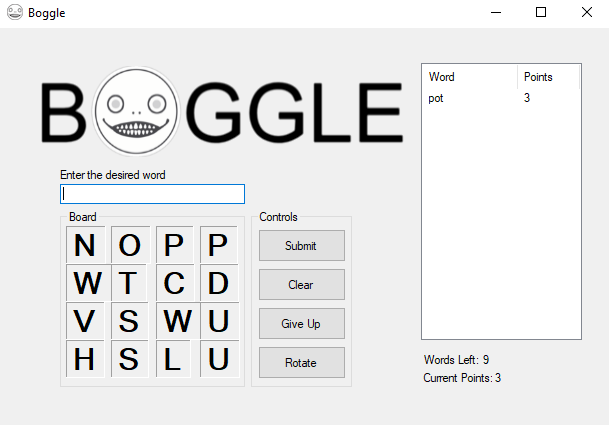 Boggle
B GGLE
Enter the desired word
Board
N O P P
W T C D
V S W U
H S L U
Controls
Submit
Clear
Give Up
Rotate
Word Points
pot 3
Words Left: 9
Current Points: 3